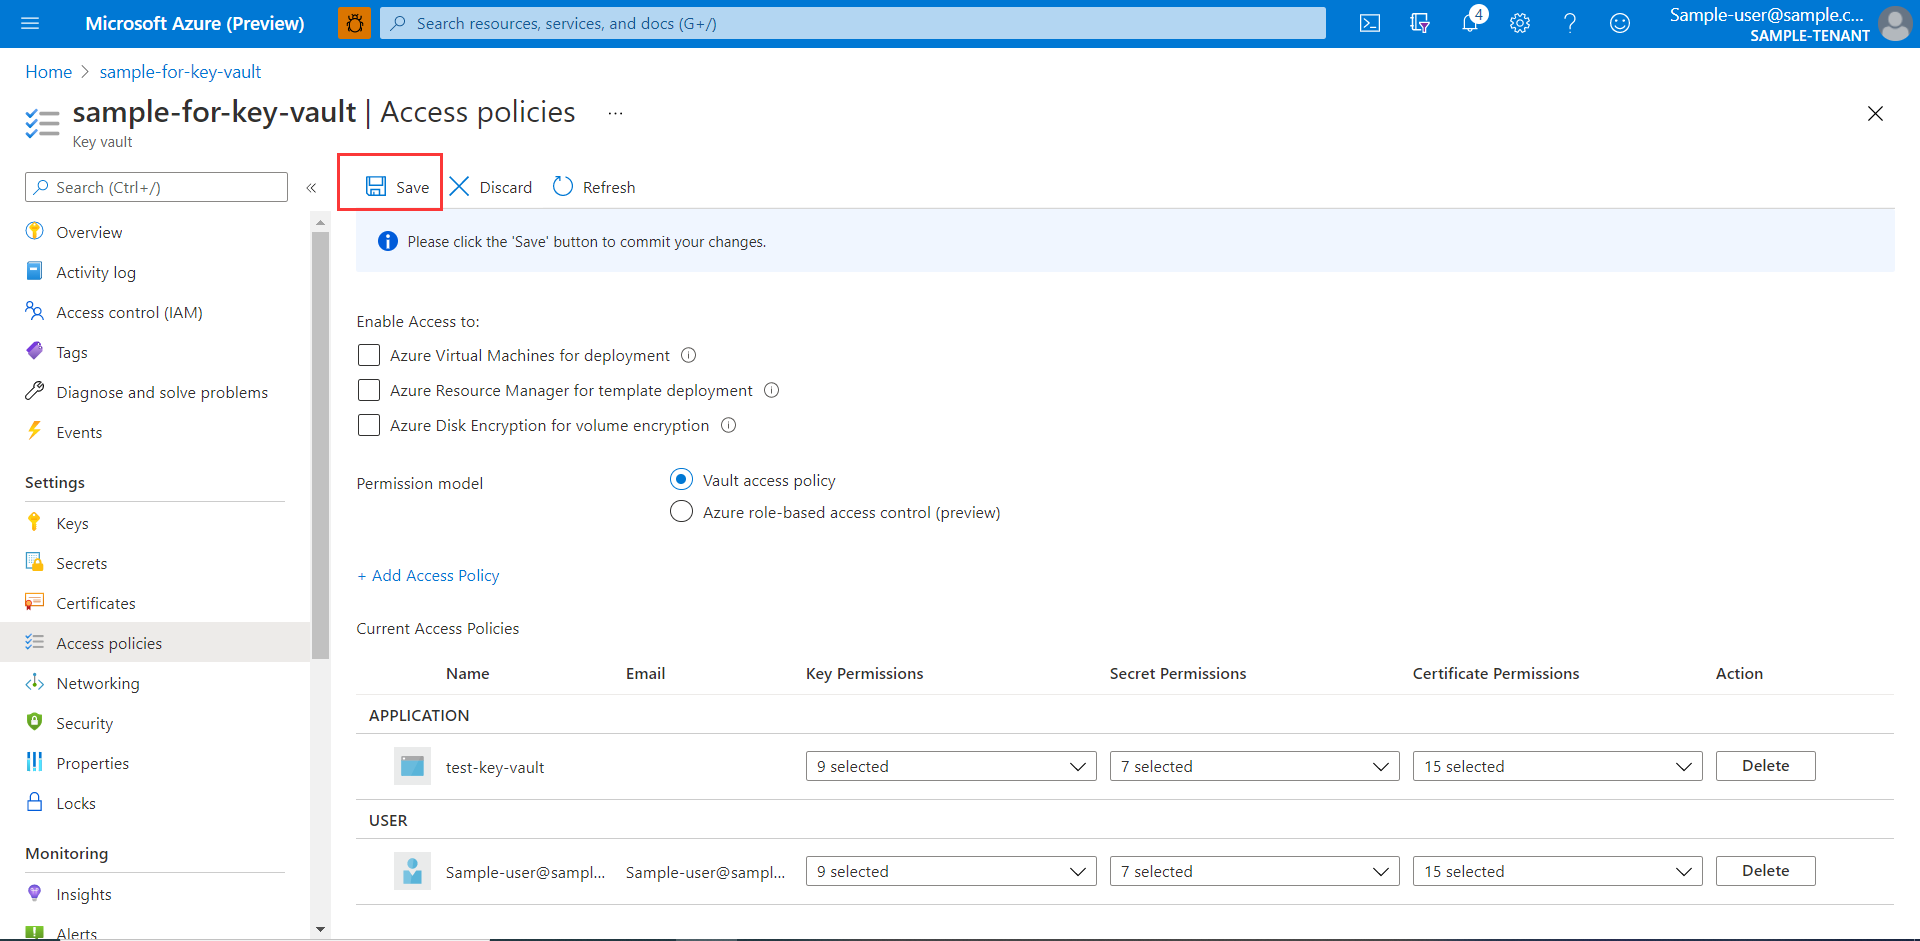 Microsoft Azure (Preview)
Search resources, services, and docs (G+/)
4
Sample-user@sample.c...
SAMPLE-TENANT
Home > sample-for-key-vault
sample-for-key-vault | Access policies ...
Key vault
Search (Ctrl+/)
«
Save
Discard
Refresh
Please click the 'Save' button to commit your changes.
Overview
Activity log
Access control (IAM)
Tags
Diagnose and solve problems
Events
Settings
Keys
Secrets
Certificates
Access policies
Networking
Security
Properties
Locks
Monitoring
Insights
Alerts
Enable Access to:
Azure Virtual Machines for deployment
Azure Resource Manager for template deployment
Azure Disk Encryption for volume encryption
Permission model
Vault access policy
Azure role-based access control (preview)
+ Add Access Policy
Current Access Policies
Name Email Key Permissions Secret Permissions Certificate Permissions Action
APPLICATION
test-key-vault 9 selected 7 selected 15 selected Delete
USER
Sample-user@sampl... Sample-user@sampl... 9 selected 7 selected 15 selected Delete